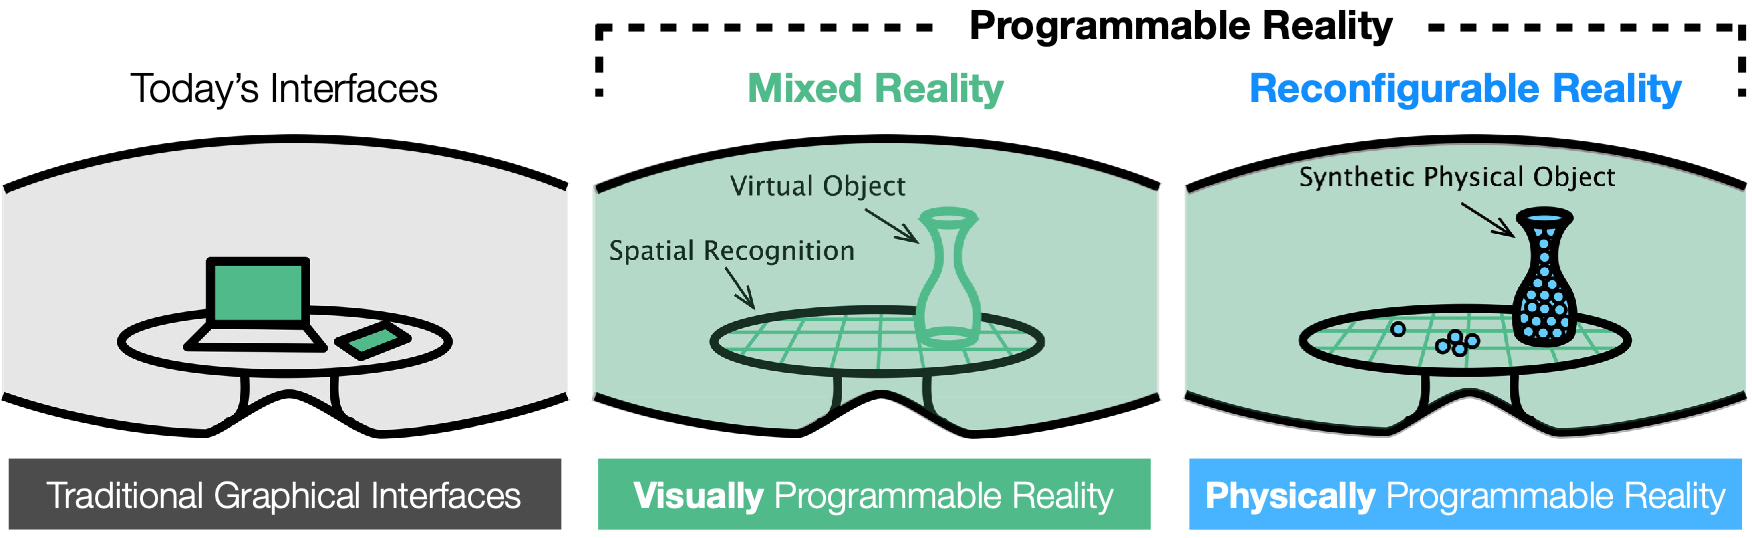 Programmable Reality
Today's Interfaces
Mixed Reality
Reconfigurable Reality
Virtual Object
Spatial Recognition
Synthetic Physical Object
Traditional Graphical Interfaces
Visually Programmable Reality
Physically Programmable Reality